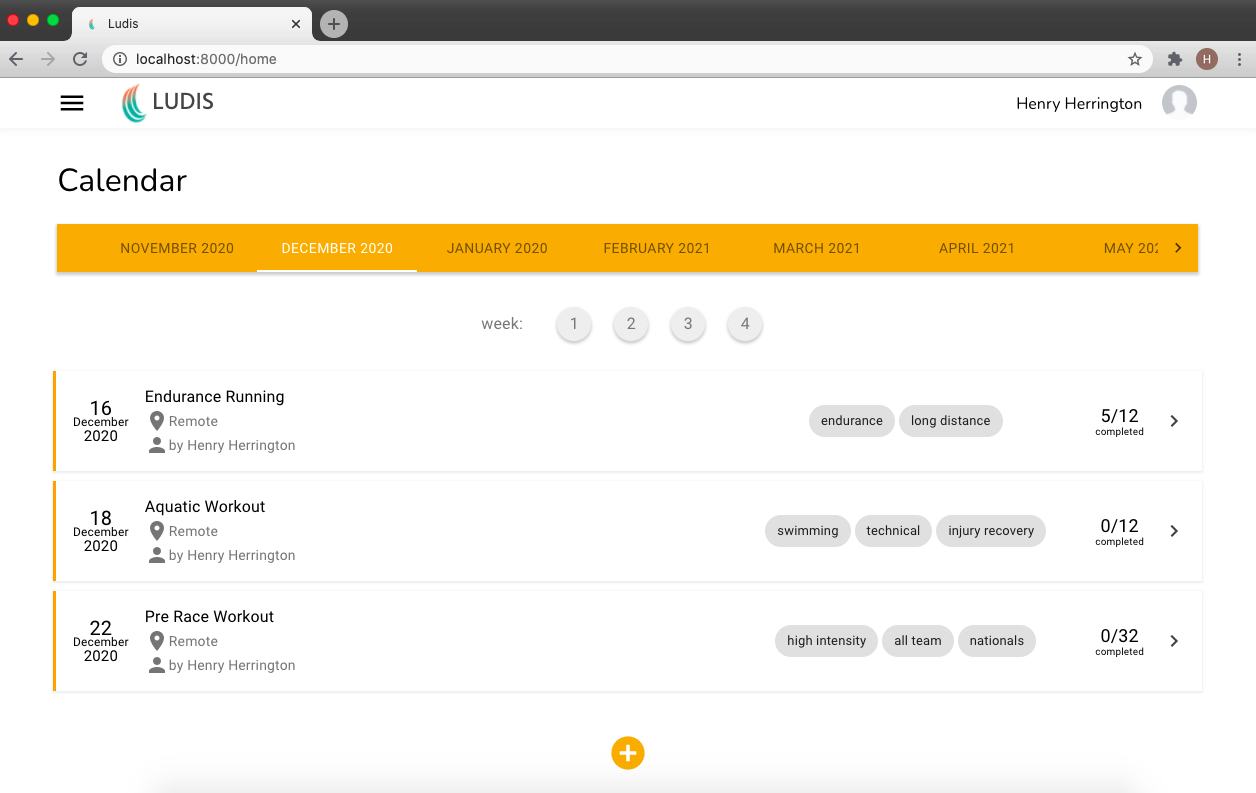 Ludis
localhost:8000/home
H
LUDIS
Henry Herrington
Calendar
NOVEMBER 2020 DECEMBER 2020 JANUARY 2020 FEBRUARY 2021 MARCH 2021 APRIL 2021 MAY 202
week: 1 2 3 4
16
December
2020
Endurance Running
Remote
by Henry Herrington
endurance long distance
5/12
completed
18
December
2020
Aquatic Workout
Remote
by Henry Herrington
swimming technical injury recovery
0/12
completed
22
December
2020
Pre Race Workout
Remote
by Henry Herrington
high intensity all team nationals
0/32
completed